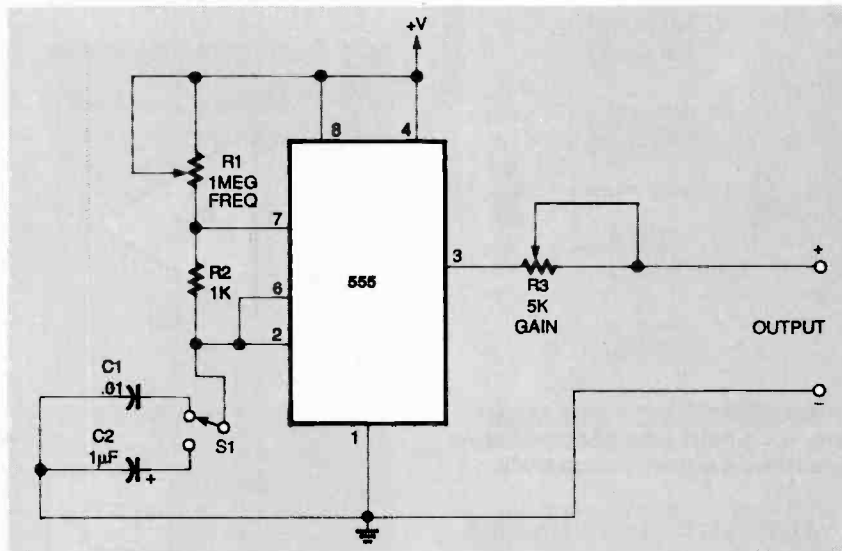 +V
8
4
R1
1MEG
FREQ
7
R2
1K
6
2
555
3
R3
5K
GAIN
+
OUTPUT
-
C1
.01
C2
1µF
+
S1
1